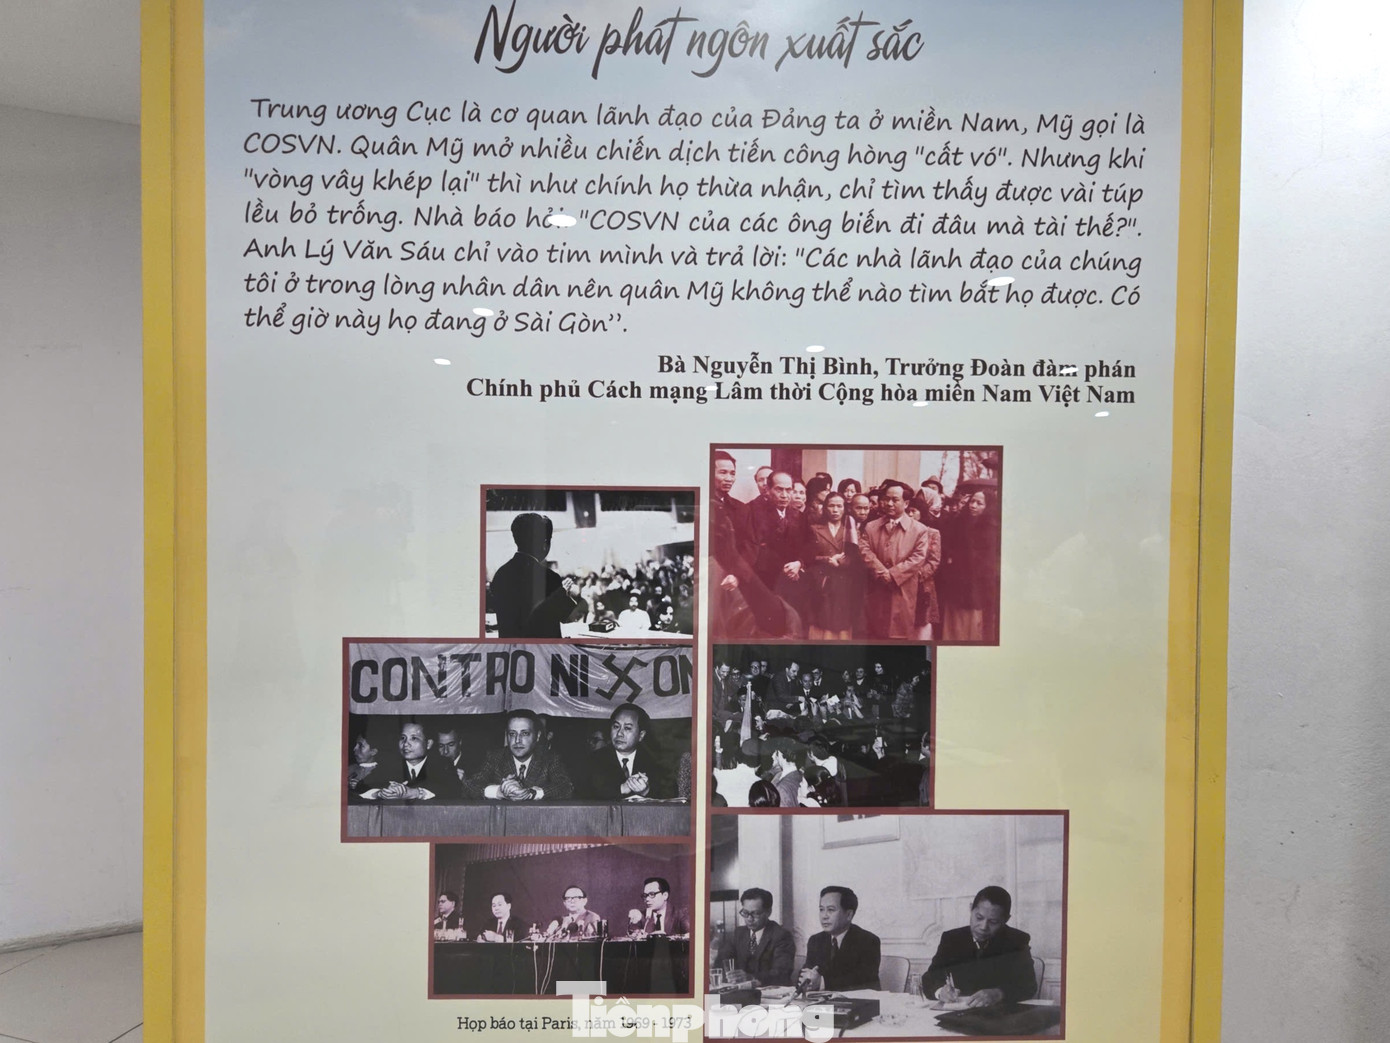 Người phát ngôn xuất sắc
Trung ương Cục là cơ quan lãnh đạo của Đảng ta ở miền Nam, Mỹ gọi là
COSVN. Quân Mỹ mở nhiều chiến dịch tiến công hòng "cất vó". Nhưng khi
"vòng vây khép lại" thì như chính họ thừa nhận, chỉ tìm thấy được vài túp
lều bỏ trống. Nhà báo hỏi: "COSVN của các ông biến đi đâu mà tài thế?".
Anh Lý Văn Sáu chỉ vào tim mình và trả lời: "Các nhà lãnh đạo của chúng
tôi ở trong lòng nhân dân nên quân Mỹ không thể nào tìm bắt họ được. Có
thể giờ này họ đang ở Sài Gòn”.
Bà Nguyễn Thị Bình, Trưởng Đoàn đàm phán
Chính phủ Cách mạng Lâm thời Cộng hòa miền Nam Việt Nam
CONTRO NI卐ON
Họp báo tại Paris, năm 1969 - 1973
Tiền phong